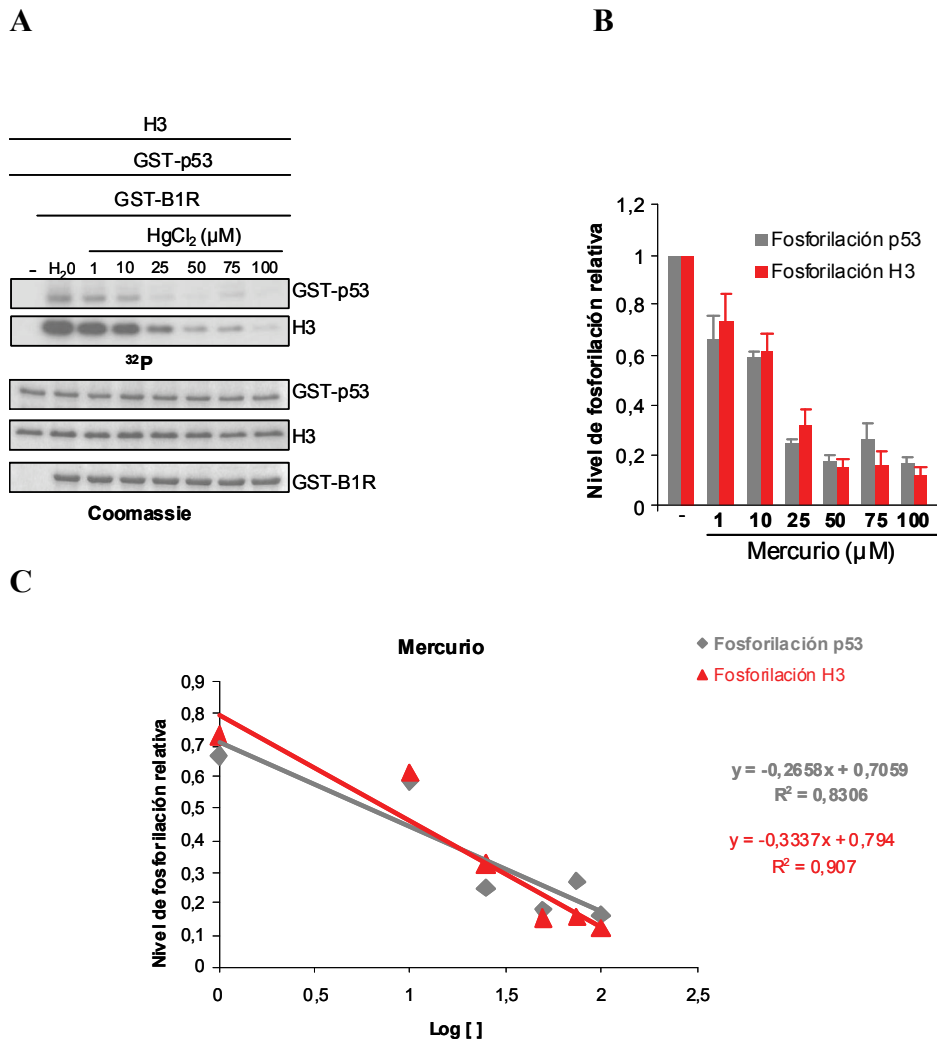 A
H3
GST-p53
GST-B1R
HgCl2 (µM)
- H20 1 10 25 50 75 100
GST-p53
H3
32P
GST-p53
H3
GST-B1R
Coomassie
B
Nivel de fosforilación relativa
1,2
1
0,8
0,6
0,4
0,2
0
Fosforilación p53
Fosforilación H3
- 1 10 25 50 75 100
Mercurio (µM)
C
Mercurio
Fosforilación p53
Fosforilación H3
Nivel de fosforilación relativa
0,9
0,8
0,7
0,6
0,5
0,4
0,3
0,2
0,1
0
0 0,5 1 1,5 2 2,5
Log [ ]
y = -0,2658x + 0,7059
R2 = 0,8306
y = -0,3337x + 0,794
R2 = 0,907